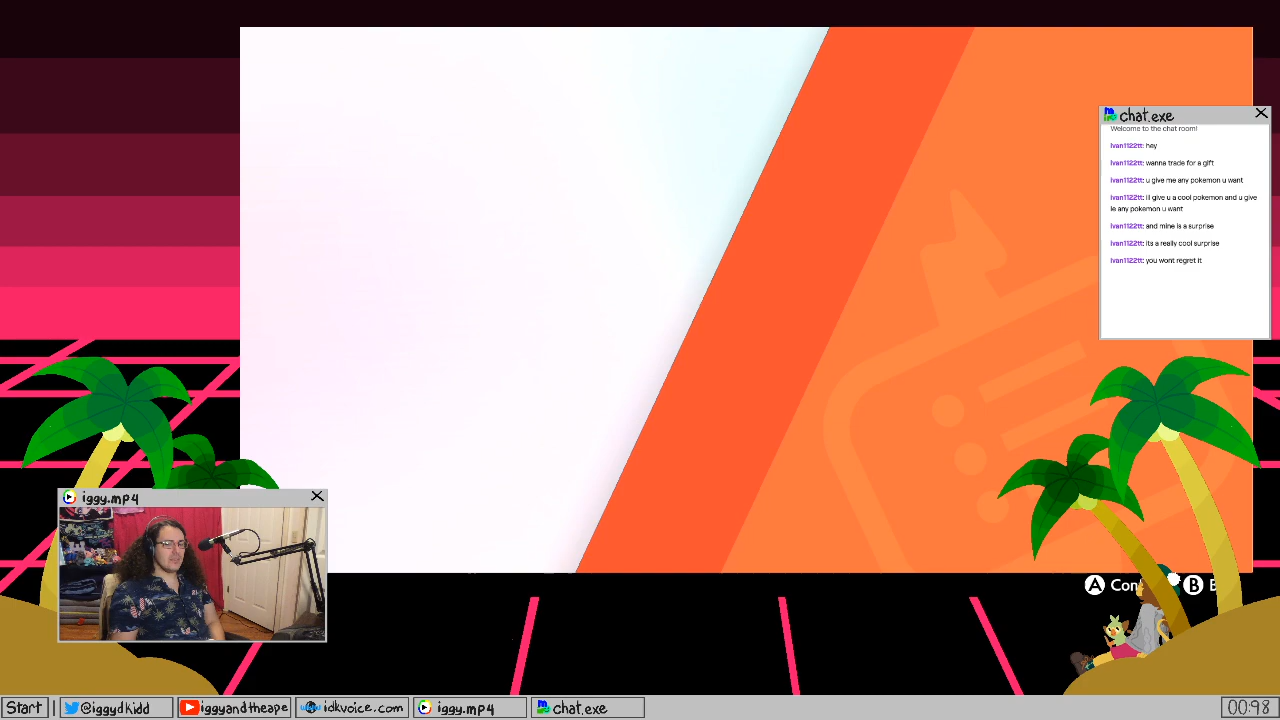 chat.exe
Welcome to the chat room!
ivan1122tt: hey
ivan1122tt: wanna trade for a gift
ivan1122tt: u give me any pokemon u want
ivan1122tt: ill give u a cool pokemon and u give
le any pokemon u want
ivan1122tt: and mine is a surprise
ivan1122tt: its a really cool surprise
ivan1122tt: you wont regret it
iggy.mp4
A Con
B
Start
@iggydkidd
iggyandtheape
idkvoice.com
iggy.mp4
chat.exe
00:98